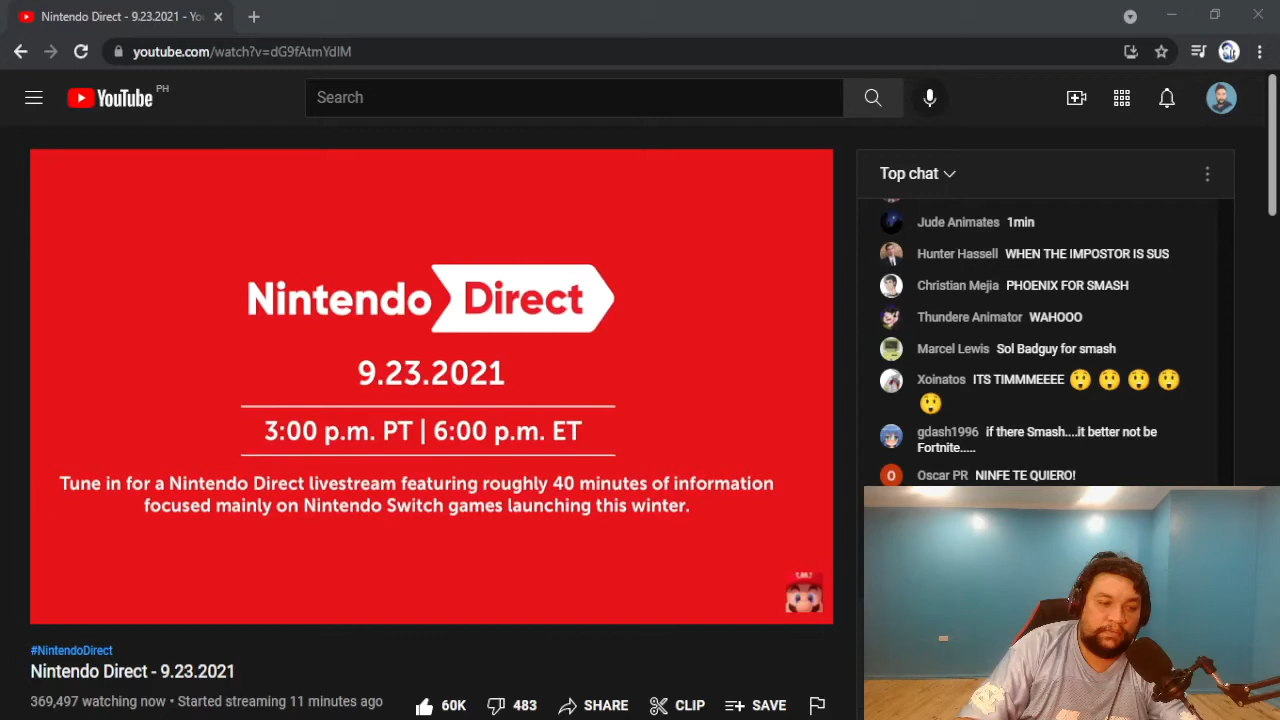 Nintendo Direct - 9.23.2021 - Yo
youtube.com/watch?v=dG9fAtmYdlM
YouTube PH
Search
Nintendo Direct
9.23.2021
3:00 p.m. PT | 6:00 p.m. ET
Tune in for a Nintendo Direct livestream featuring roughly 40 minutes of information
focused mainly on Nintendo Switch games launching this winter.
#NintendoDirect
Nintendo Direct - 9.23.2021
369,497 watching now • Started streaming 11 minutes ago
60K 483 SHARE CLIP SAVE
Top chat
Jude Animates 1min
Hunter Hassell WHEN THE IMPOSTOR IS SUS
Christian Mejia PHOENIX FOR SMASH
Thundere Animator WAHOOO
Marcel Lewis Sol Badguy for smash
Xoinatos ITS TIMMMEEEE 😲 😲 😲 😲
😲
gdash1996 if there Smash....it better not be
Fortnite.....
O Oscar PR NINFE TE QUIERO!